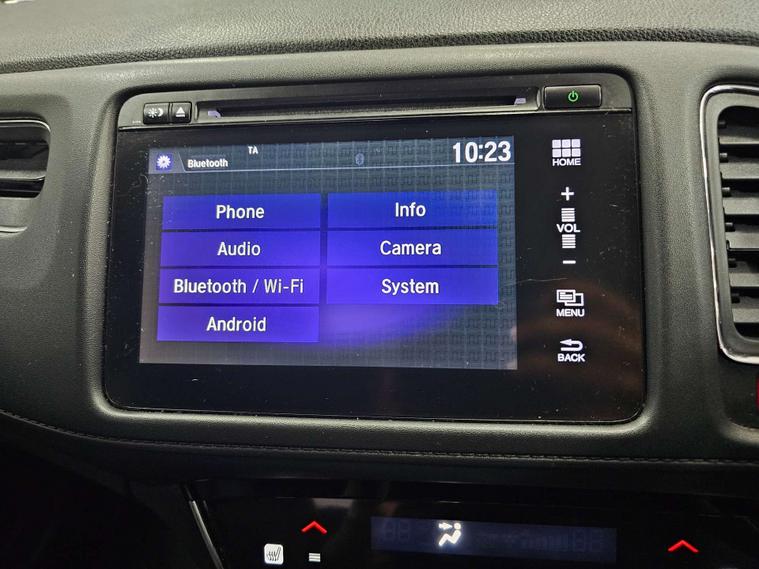 TA
Bluetooth
10:23
Phone
Info
Audio
Camera
Bluetooth / Wi-Fi
System
Android
HOME
+
VOL
−
MENU
BACK